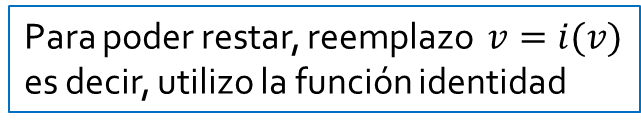 Para poder restar, reemplazo v = i(v)
es decir, utilizo la función identidad